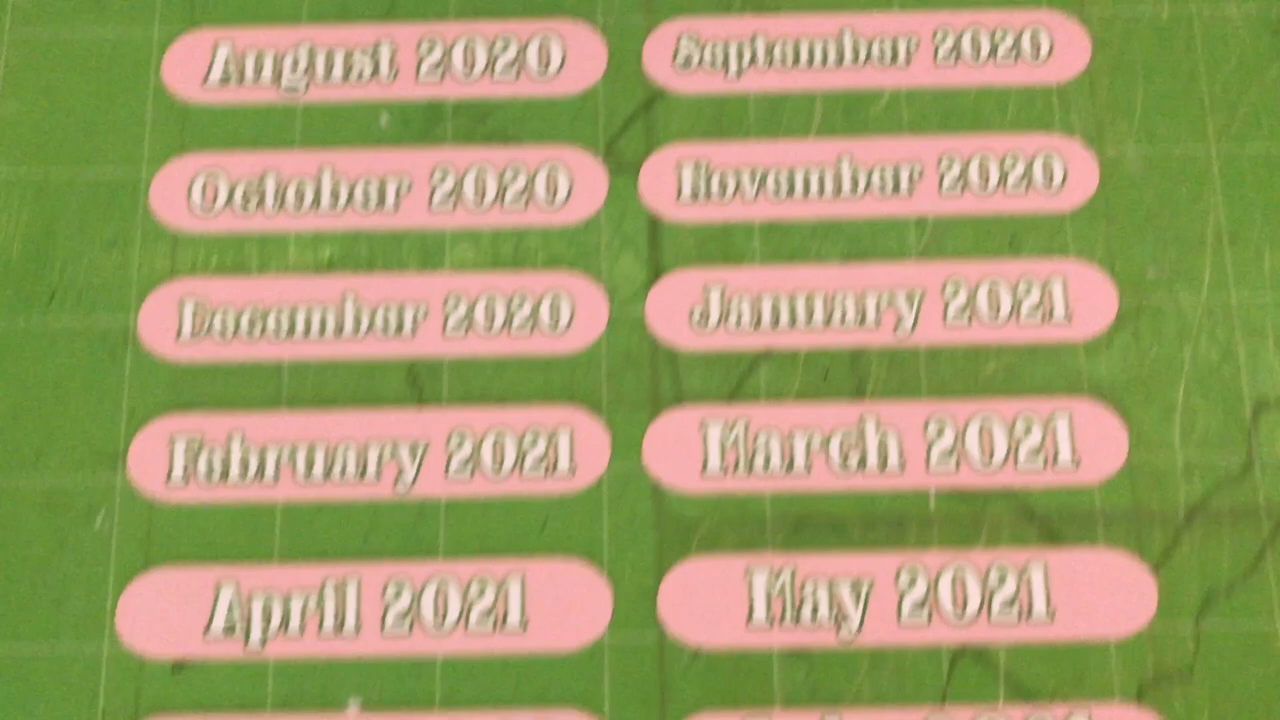 August 2020
September 2020
October 2020
November 2020
December 2020
January 2021
February 2021
March 2021
April 2021
May 2021